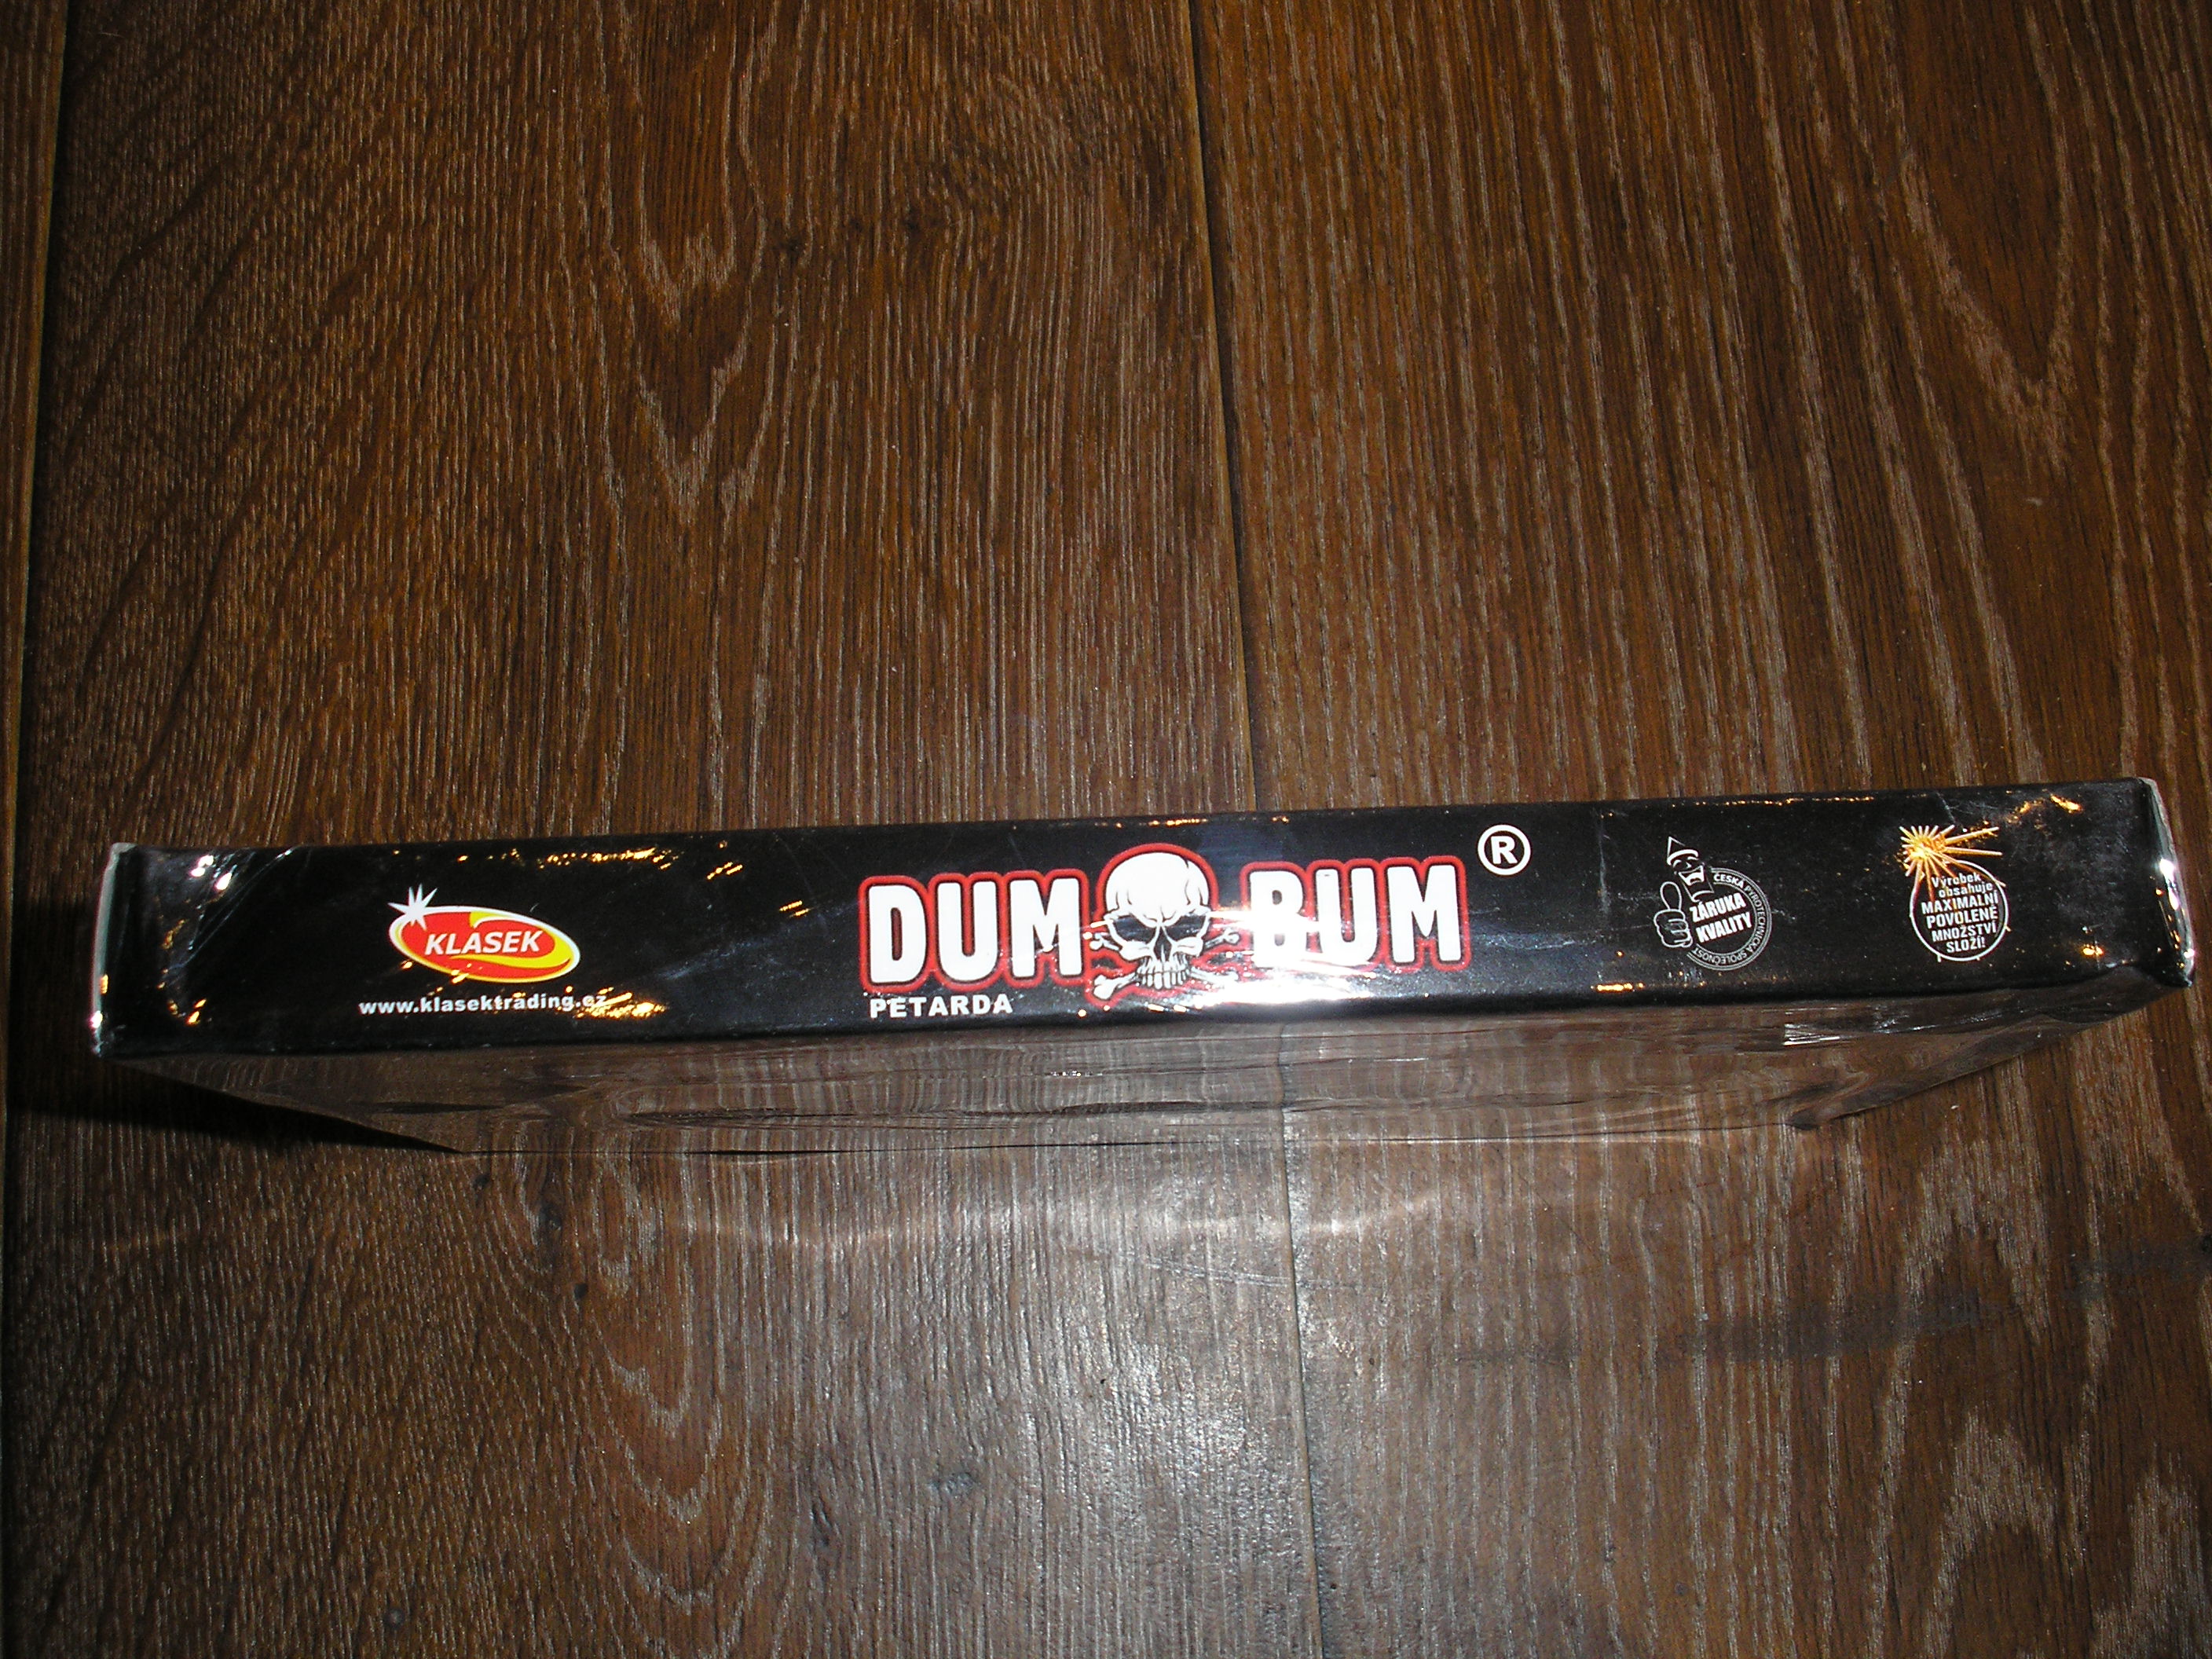 KLASEK
www.klasektrading.cz
DUM BUM ®
PETARDA
ČESKÁ PYROTECHNICKÁ SPOLEČNOST
ZÁRUKA
KVALITY
Výrobek
obsahuje
MAXIMÁLNÍ
POVOLENÉ
MNOŽSTVÍ
SLOŽÍ!